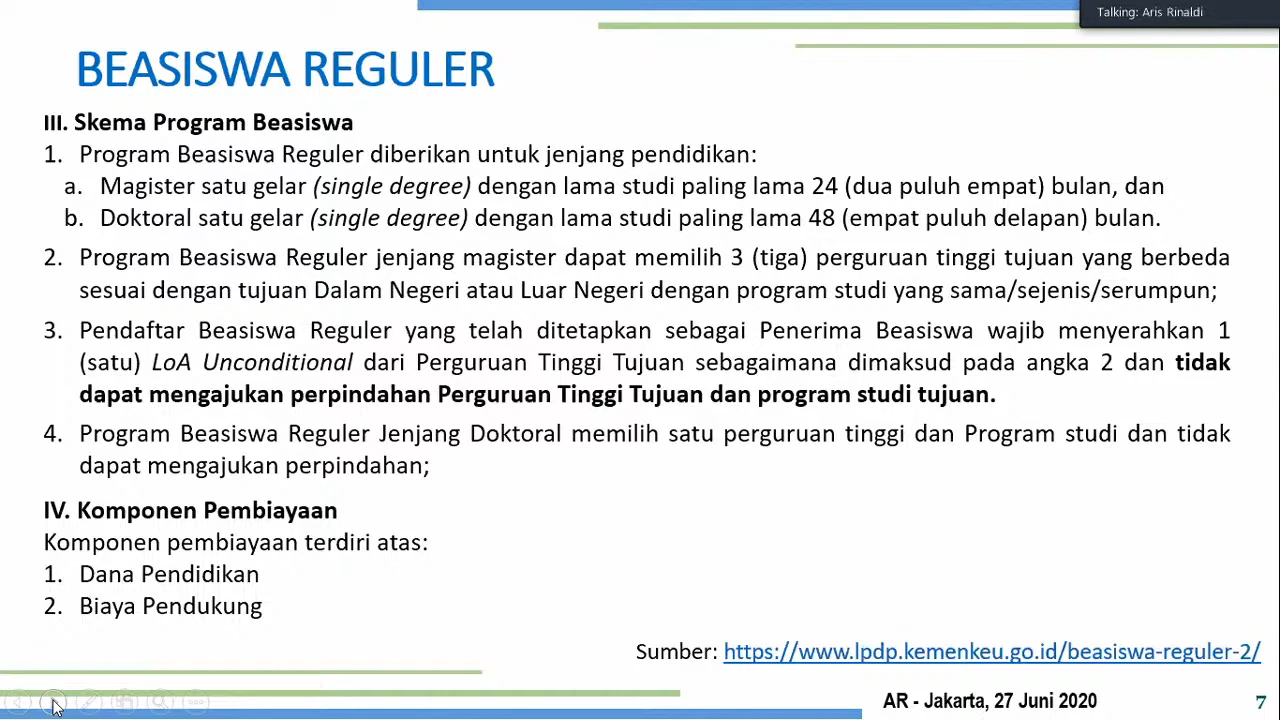 Talking: Aris Rinaldi
BEASISWA REGULER
III. Skema Program Beasiswa
1. Program Beasiswa Reguler diberikan untuk jenjang pendidikan:
a. Magister satu gelar (single degree) dengan lama studi paling lama 24 (dua puluh empat) bulan, dan
b. Doktoral satu gelar (single degree) dengan lama studi paling lama 48 (empat puluh delapan) bulan.
2. Program Beasiswa Reguler jenjang magister dapat memilih 3 (tiga) perguruan tinggi tujuan yang berbeda
sesuai dengan tujuan Dalam Negeri atau Luar Negeri dengan program studi yang sama/sejenis/serumpun;
3. Pendaftar Beasiswa Reguler yang telah ditetapkan sebagai Penerima Beasiswa wajib menyerahkan 1
(satu) LoA Unconditional dari Perguruan Tinggi Tujuan sebagaimana dimaksud pada angka 2 dan tidak
dapat mengajukan perpindahan Perguruan Tinggi Tujuan dan program studi tujuan.
4. Program Beasiswa Reguler Jenjang Doktoral memilih satu perguruan tinggi dan Program studi dan tidak
dapat mengajukan perpindahan;
IV. Komponen Pembiayaan
Komponen pembiayaan terdiri atas:
1. Dana Pendidikan
2. Biaya Pendukung
Sumber: https://www.lpdp.kemenkeu.go.id/beasiswa-reguler-2/
AR - Jakarta, 27 Juni 2020
7